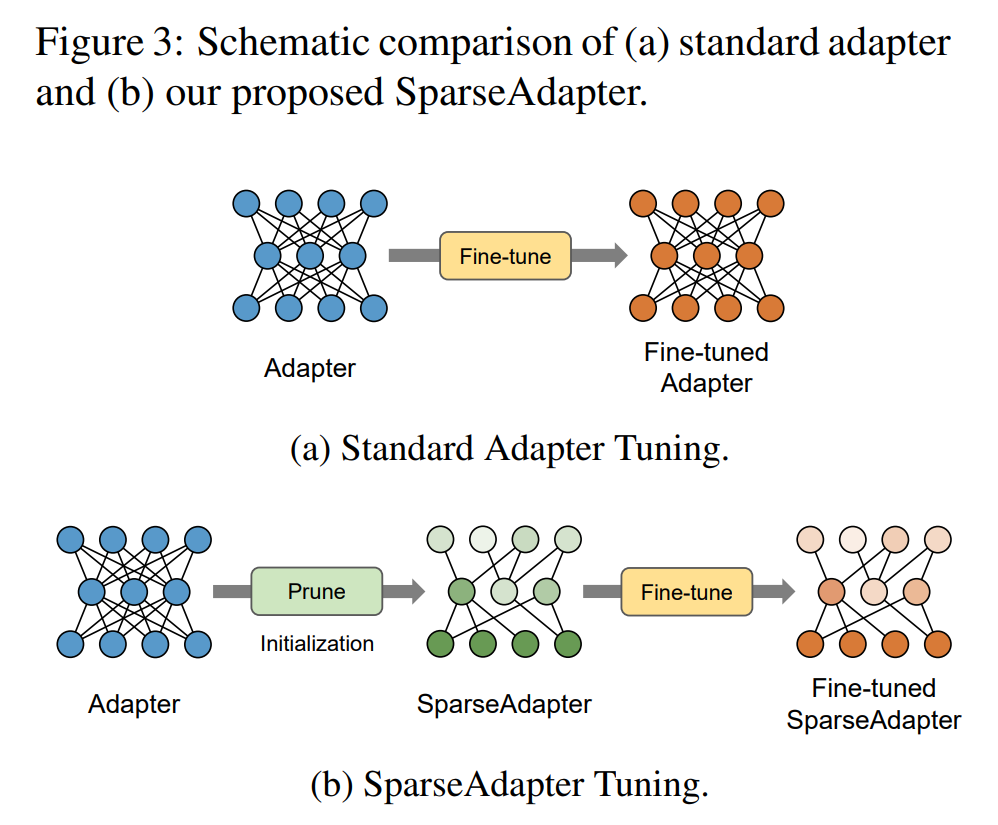 Figure 3: Schematic comparison of (a) standard adapter
and (b) our proposed SparseAdapter.
Fine-tune
Adapter
Fine-tuned
Adapter
(a) Standard Adapter Tuning.
Prune
Initialization
Fine-tune
Adapter
SparseAdapter
Fine-tuned
SparseAdapter
(b) SparseAdapter Tuning.